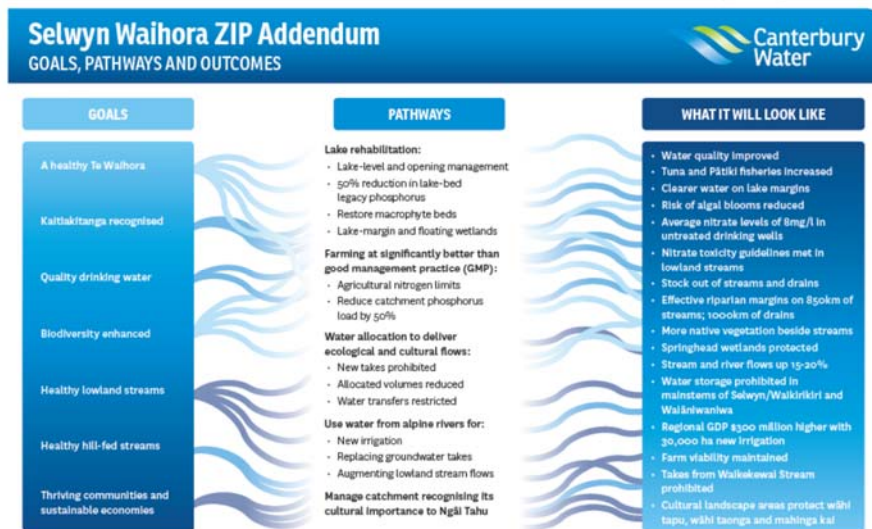 Selwyn Waihora ZIP Addendum
GOALS, PATHWAYS AND OUTCOMES
Canterbury
Water
GOALS
A healthy Te Waihora
Kaitiakitanga recognised
Quality drinking water
Biodiversity enhanced
Healthy lowland streams
Healthy hill-fed streams
Thriving communities and
sustainable economies
PATHWAYS
Lake rehabilitation:
· Lake-level and opening management
· 50% reduction in lake-bed
legacy phosphorus
· Restore macrophyte beds
· Lake-margin and floating wetlands
Farming at significantly better than
good management practice (GMP):
· Agricultural nitrogen limits
· Reduce catchment phosphorus
load by 50%
Water allocation to deliver
ecological and cultural flows:
· New takes prohibited
· Allocated volumes reduced
· Water transfers restricted
Use water from alpine rivers for:
· New irrigation
· Replacing groundwater takes
· Augmenting lowland stream flows
Manage catchment recognising its
cultural importance to Ngāi Tahu
WHAT IT WILL LOOK LIKE
· Water quality improved
· Tuna and Pātiki fisheries increased
· Clearer water on lake margins
· Risk of algal blooms reduced
· Average nitrate levels of 8mg/l in
untreated drinking wells
· Nitrate toxicity guidelines met in
lowland streams
· Stock out of streams and drains
· Effective riparian margins on 850km of
streams; 1000km of drains
· More native vegetation beside streams
· Springhead wetlands protected
· Stream and river flows up 15-20%
· Water storage prohibited in
mainstems of Selwyn/Waikirikiri and
Waiāniwaniwa
· Regional GDP $300 million higher with
30,000 ha new irrigation
· Farm viability maintained
· Takes from Waikekewai Stream
prohibited
· Cultural landscape areas protect wāhi
tapu, wāhi taonga and mahinga kai